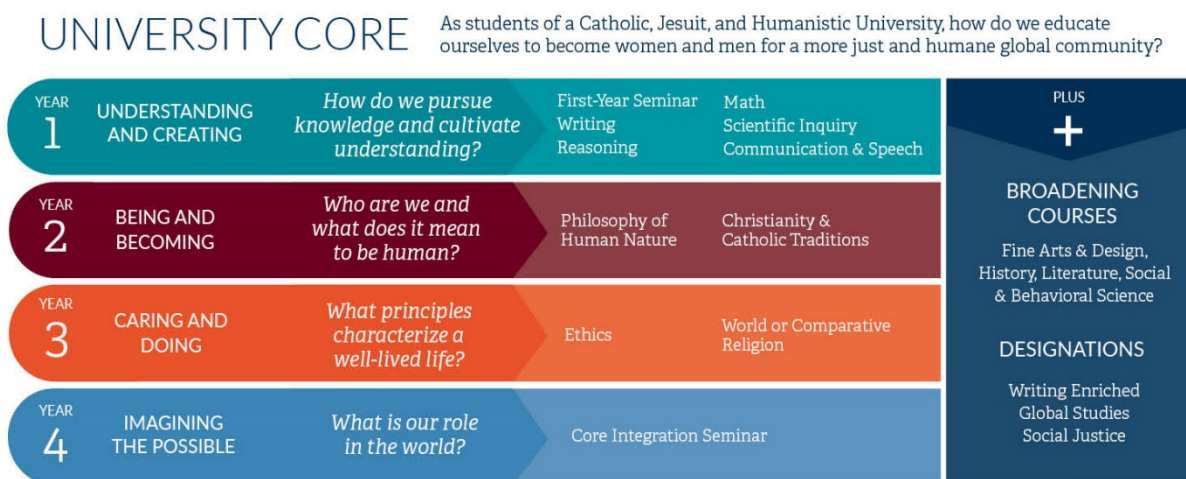 UNIVERSITY CORE
As students of a Catholic, Jesuit, and Humanistic University, how do we educate
ourselves to become women and men for a more just and humane global community?
YEAR
1
UNDERSTANDING
AND CREATING
How do we pursue
knowledge and cultivate
understanding?
First-Year Seminar
Writing
Reasoning
Math
Scientific Inquiry
Communication & Speech
YEAR
2
BEING AND
BECOMING
Who are we and
what does it mean
to be human?
Philosophy of
Human Nature
Christianity &
Catholic Traditions
YEAR
3
CARING AND
DOING
What principles
characterize a
well-lived life?
Ethics
World or Comparative
Religion
YEAR
4
IMAGINING
THE POSSIBLE
What is our role
in the world?
Core Integration Seminar
PLUS
+
BROADENING
COURSES
Fine Arts & Design,
History, Literature, Social
& Behavioral Science
DESIGNATIONS
Writing Enriched
Global Studies
Social Justice